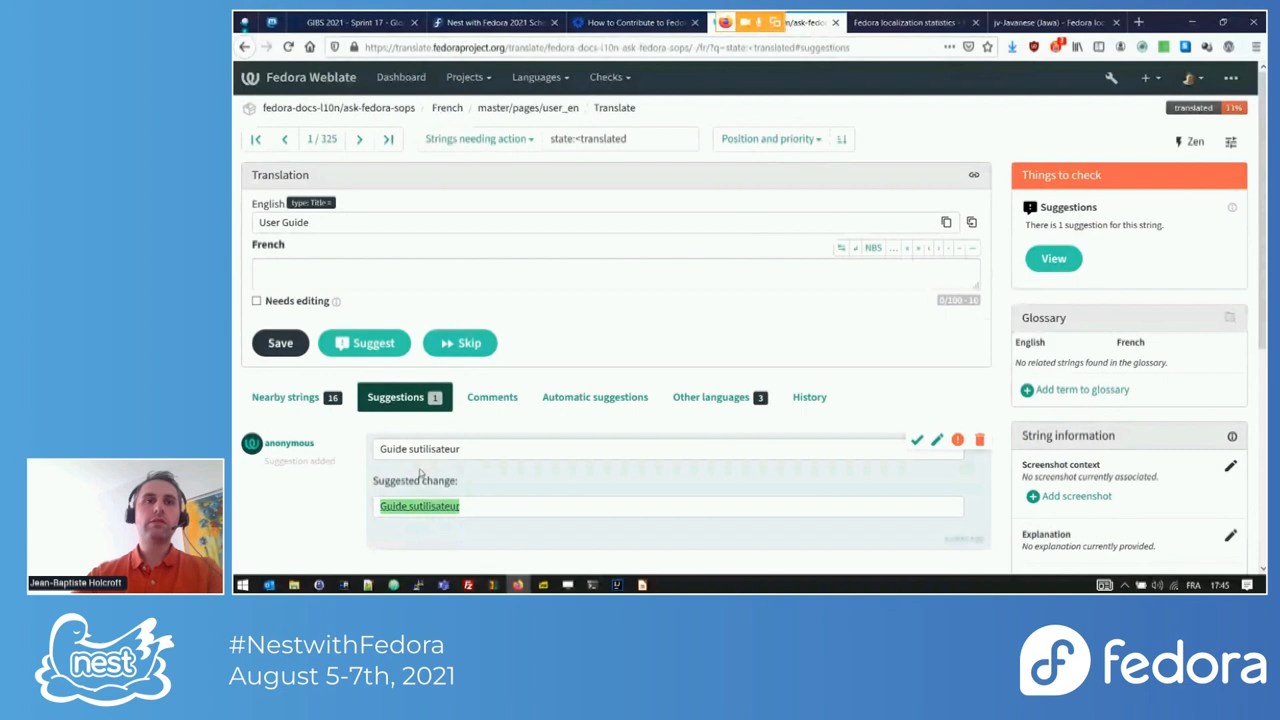 GIBS 2021 - Sprint 17 - Glo
Nest with Fedora 2021 Sche
How to Contribute to Fedor
n/ask-fedo
Fedora localization statistics -
jv-Javanese (Jawa) - Fedora loc
https://translate.fedoraproject.org/translate/fedora-docs-l10n-ask-fedora-sops/
/fr/?q=state:<translated#suggestions
Fedora Weblate
Dashboard
Projects
Languages
Checks
fedora-docs-l10n/ask-fedora-sops
French
master/pages/user_en
Translate
translated 11%
1 / 325
Strings needing action
state:<translated
Position and priority
Zen
Translation
English type: Title =
User Guide
French
NBS
Needs editing
0/100 · 10
Save
Suggest
Skip
Things to check
Suggestions
There is 1 suggestion for this string.
View
Glossary
English French
No related strings found in the glossary.
Add term to glossary
Nearby strings 16
Suggestions 1
Comments
Automatic suggestions
Other languages 3
History
anonymous
Suggestion added
Guide sutilisateur
Suggested change:
Guide sutilisateur
String information
Screenshot context
No screenshot currently associated.
Add screenshot
Explanation
No explanation currently provided.
FRA
17:45
Jean-Baptiste Holcroft
nest
#NestwithFedora
August 5-7th, 2021
fedora